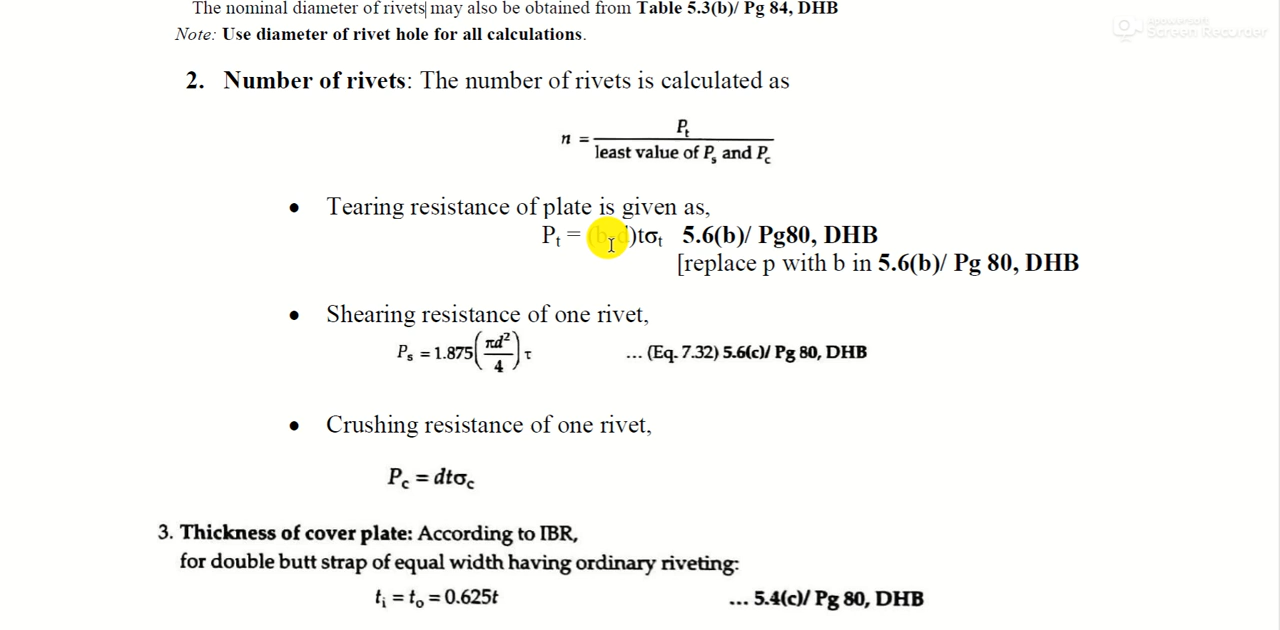 The nominal diameter of rivets may also be obtained from Table 5.3(b)/ Pg 84, DHB
Apowersoft
Screen Recorder
Note: Use diameter of rivet hole for all calculations.
2. Number of rivets: The number of rivets is calculated as
n = Pt / least value of Ps and Pc
• Tearing resistance of plate is given as,
Pt = (b-d)tσt 5.6(b)/ Pg80, DHB
[replace p with b in 5.6(b)/ Pg 80, DHB
• Shearing resistance of one rivet,
Ps = 1.875(πd²/4)τ ... (Eq. 7.32) 5.6(c)/ Pg 80, DHB
• Crushing resistance of one rivet,
Pc = dtσc
3. Thickness of cover plate: According to IBR,
for double butt strap of equal width having ordinary riveting:
ti = to = 0.625t ... 5.4(c)/ Pg 80, DHB